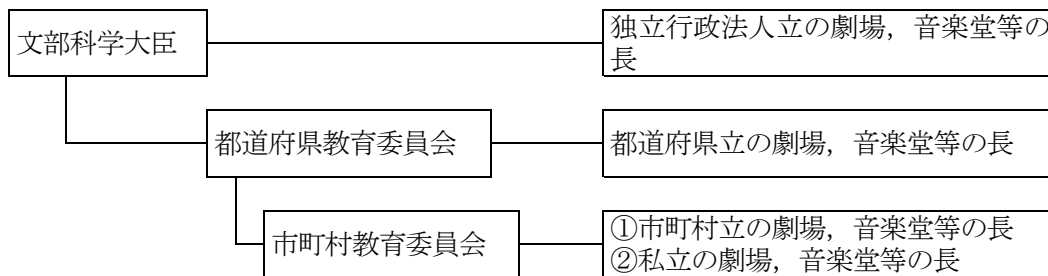 文部科学大臣
独立行政法人立の劇場，音楽堂等の
長
都道府県教育委員会
都道府県立の劇場，音楽堂等の長
市町村教育委員会
①市町村立の劇場，音楽堂等の長
②私立の劇場，音楽堂等の長